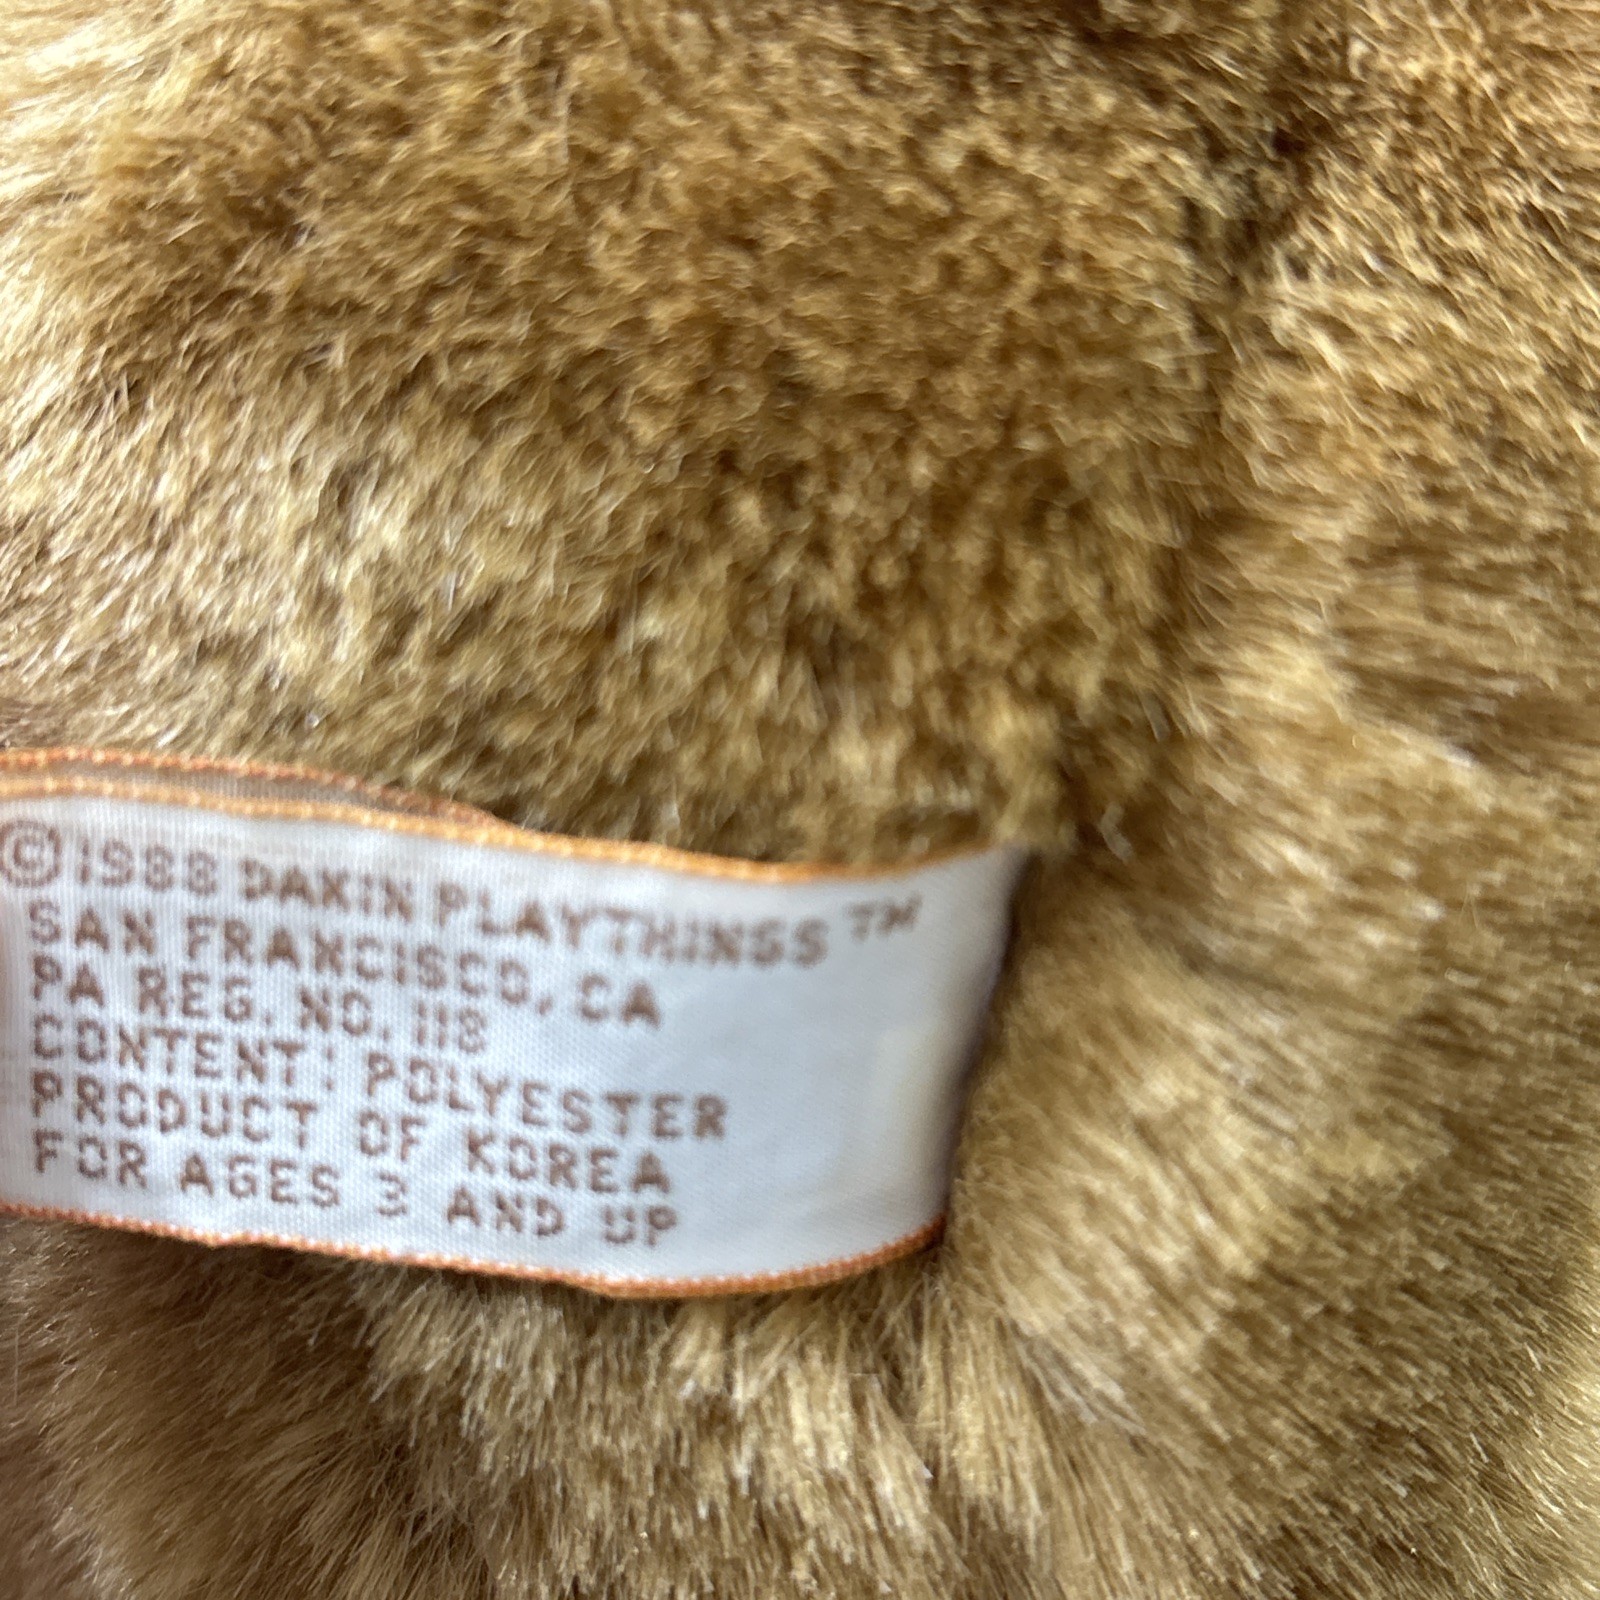 © 1988 DAKIN PLAYTHINGS ™
SAN FRANCISCO, CA
PA REG. NO. 118
CONTENT: POLYESTER
PRODUCT OF KOREA
FOR AGES 3 AND UP